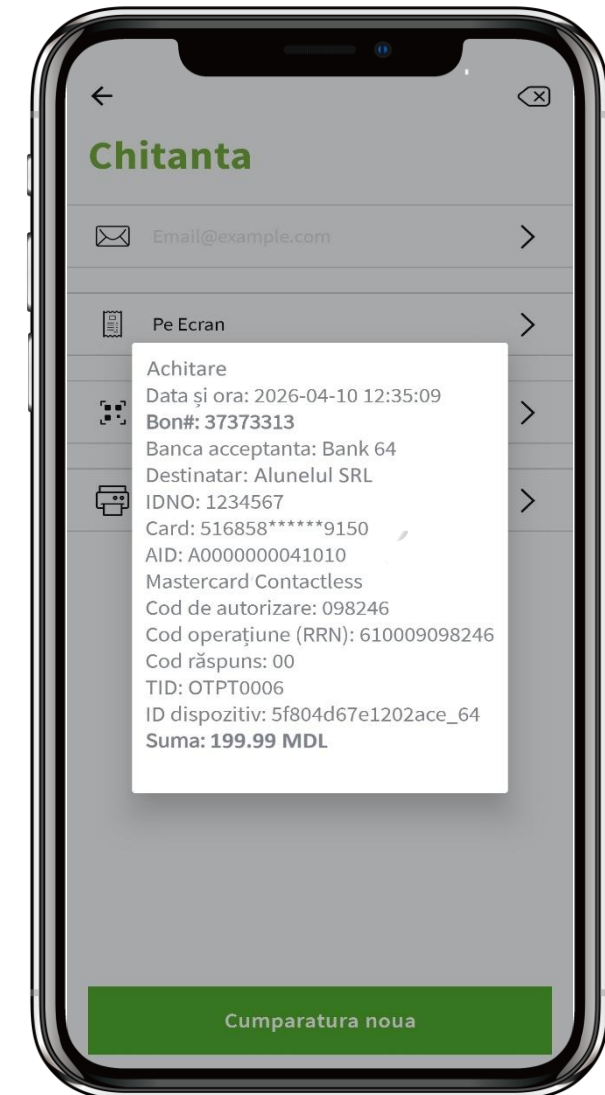 Chitanta
Email@example.com
Pe Ecran
Achitare
Data și ora: 2026-04-10 12:35:09
Bon#: 37373313
Banca acceptanta: Bank 64
Destinatar: Alunelul SRL
IDNO: 1234567
Card: 516858******9150
AID: A0000000041010
Mastercard Contactless
Cod de autorizare: 098246
Cod operațiune (RRN): 610009098246
Cod răspuns: 00
TID: OTPT0006
ID dispozitiv: 5f804d67e1202ace_64
Suma: 199.99 MDL
Cumparatura noua